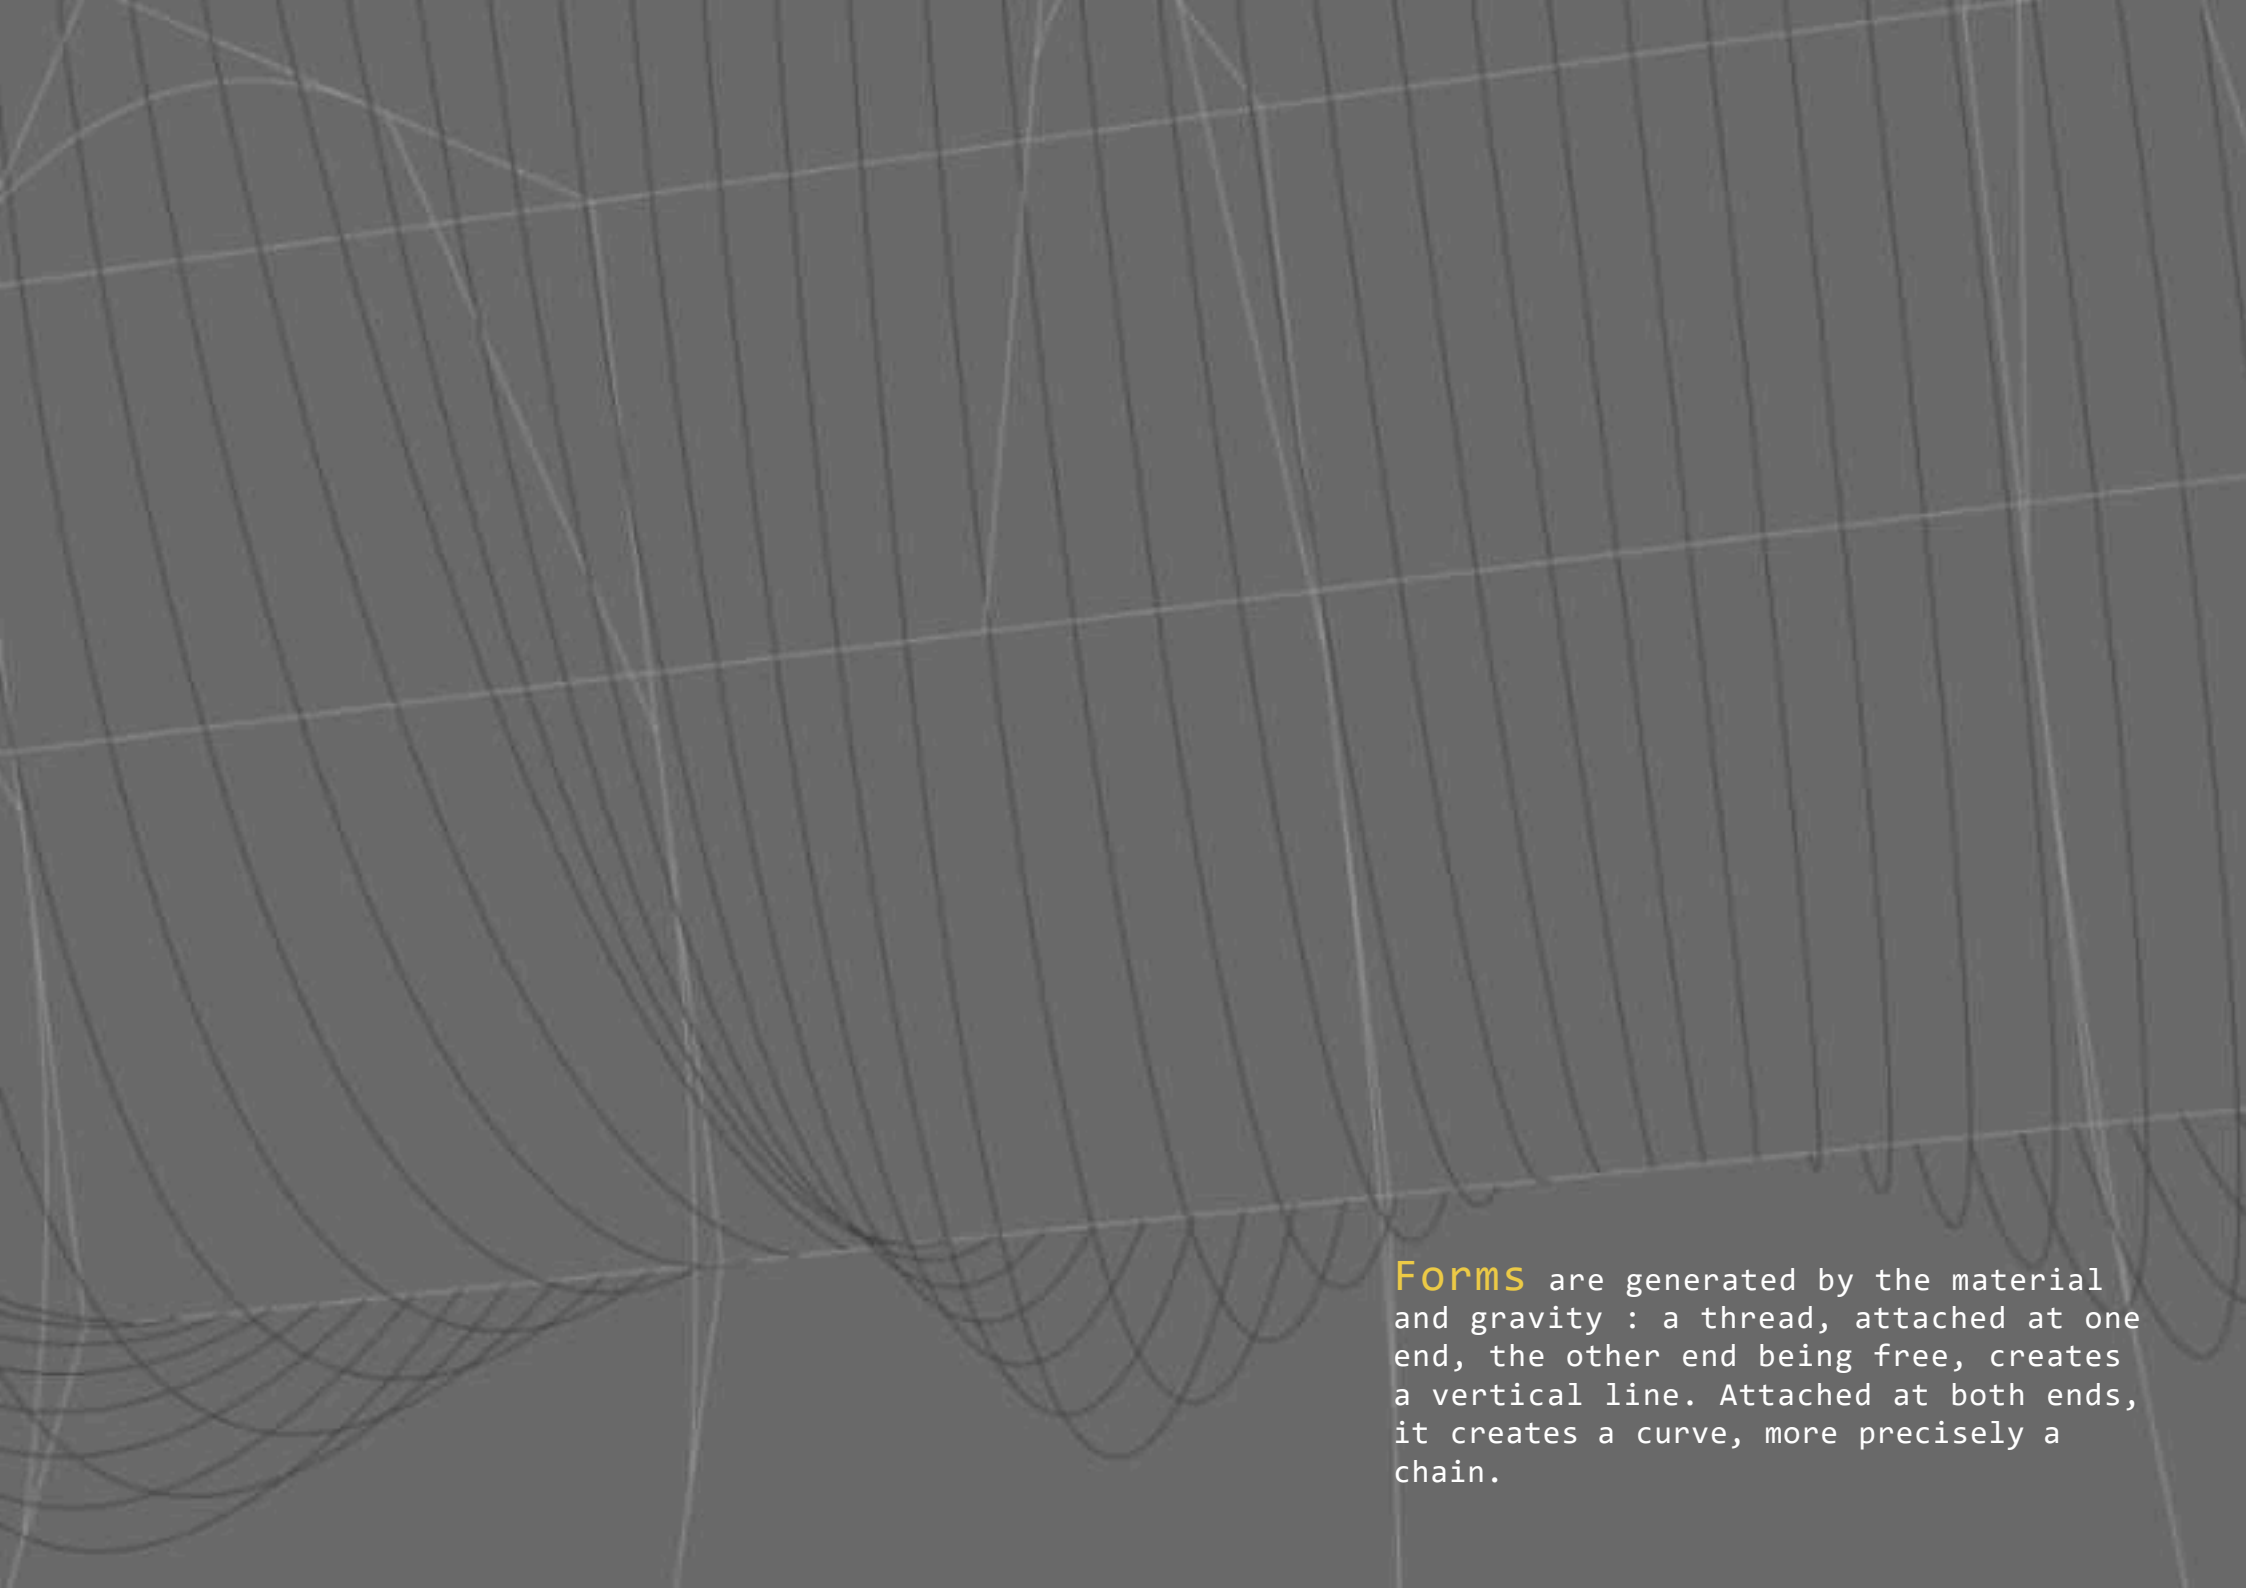 Forms are generated by the material
and gravity : a thread, attached at one
end, the other end being free, creates
a vertical line. Attached at both ends,
it creates a curve, more precisely a
chain.